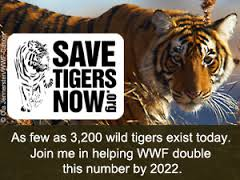 SAVE
TIGERS
NOW.org
As few as 3,200 wild tigers exist today.
Join me in helping WWF double
this number by 2022.